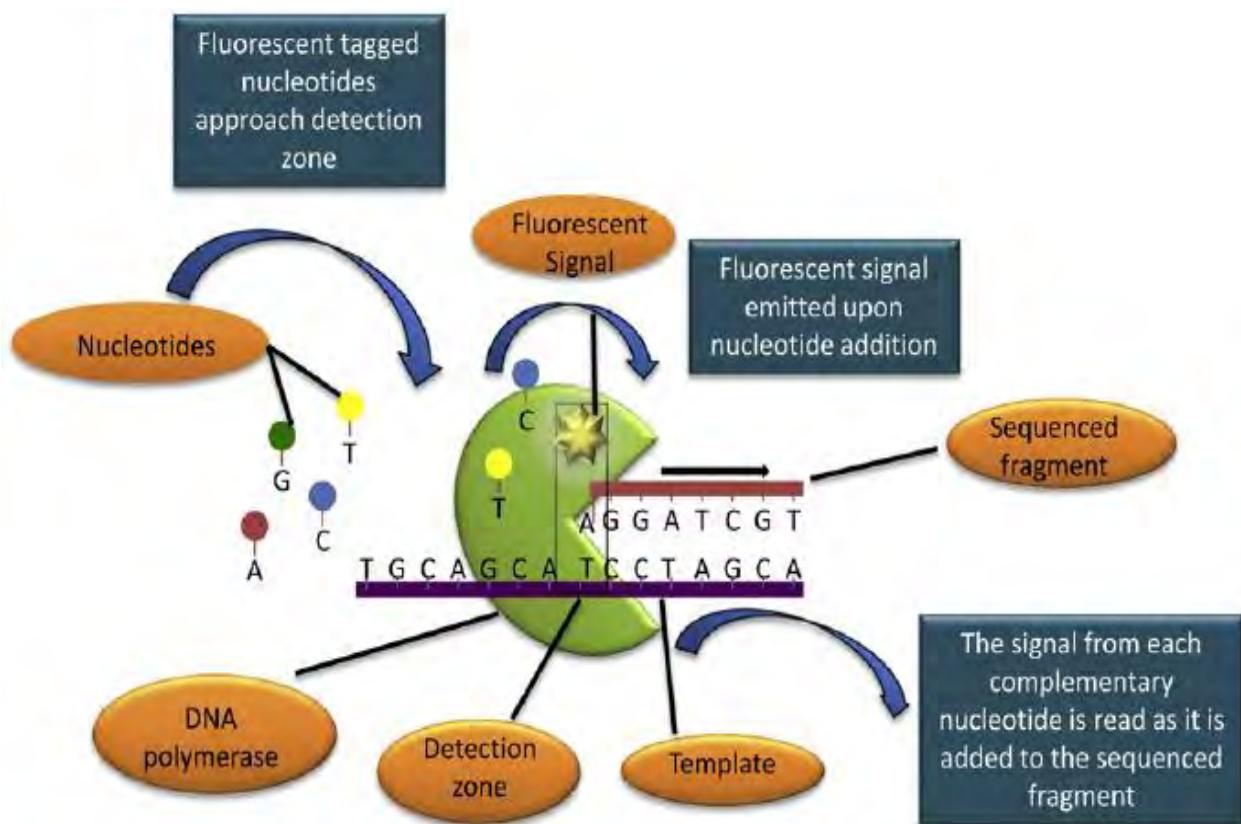 Fluorescent tagged
nucleotides
approach detection
zone
Fluorescent
Signal
Fluorescent signal
emitted upon
nucleotide addition
Nucleotides
Sequenced
fragment
C
T
G
T
C
A
A G G A T C G T
T G C A G C A T C C T A G C A
DNA
polymerase
Detection
zone
Template
The signal from each
complementary
nucleotide is read as it is
added to the sequenced
fragment